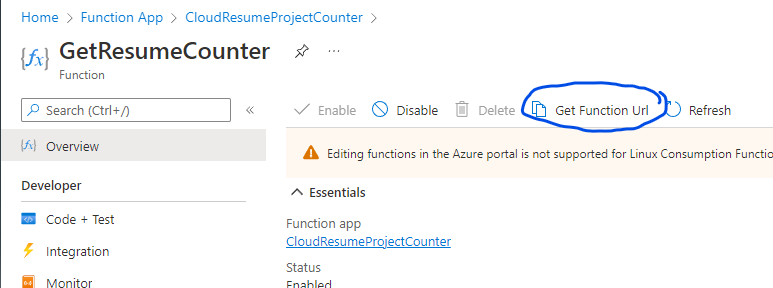 Home > Function App > CloudResumeProjectCounter >
GetResumeCounter ...
Function
Search (Ctrl+/) «
Enable Disable Delete Get Function Url Refresh
Overview
Editing functions in the Azure portal is not supported for Linux Consumption Functio
Developer
Code + Test
Integration
Monitor
Essentials
Function app
CloudResumeProjectCounter
Status
Enabled